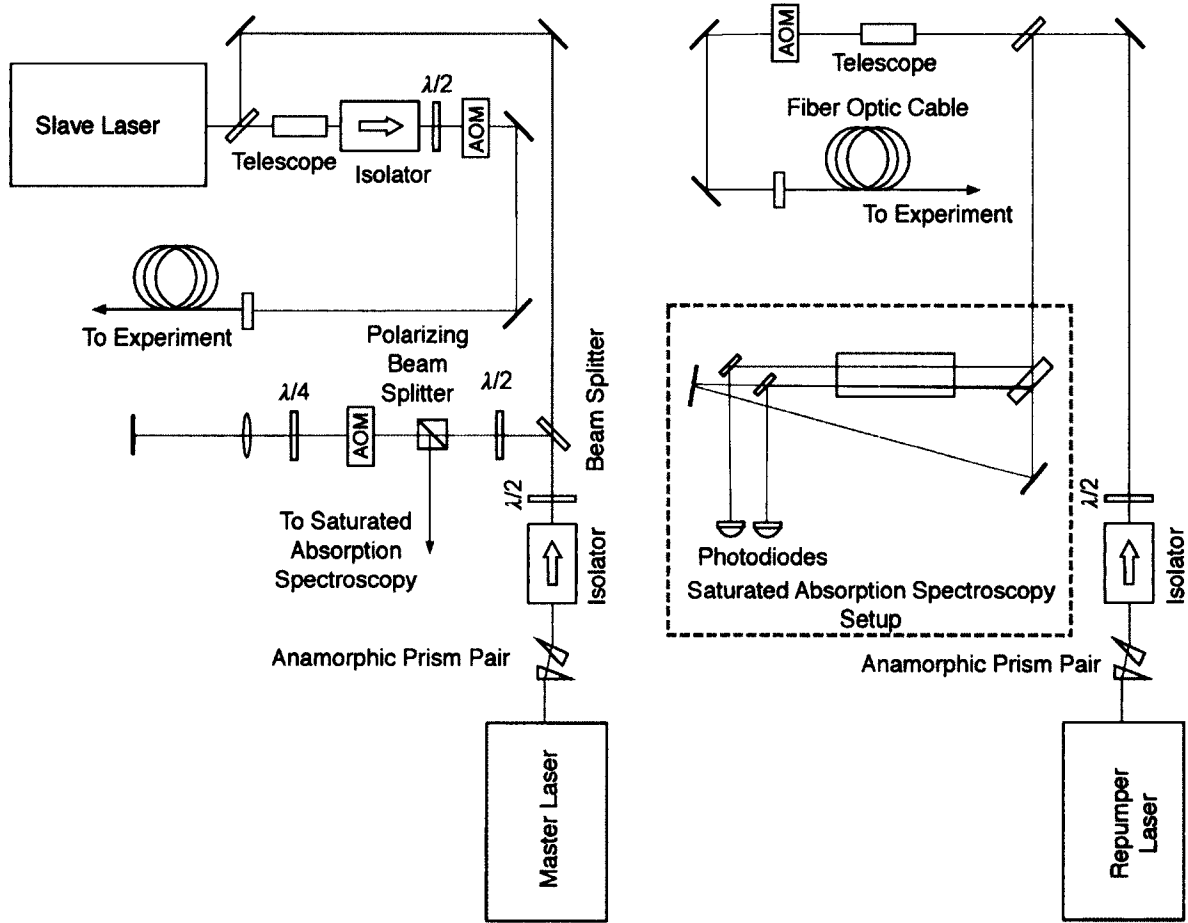 Slave Laser
Telescope
λ/2
Isolator
AOM
To Experiment
Polarizing
Beam
Splitter
λ/4
AOM
λ/2
Beam Splitter
λ/2
To Saturated
Absorption
Spectroscopy
Isolator
Anamorphic Prism Pair
Master Laser
AOM
Telescope
Fiber Optic Cable
To Experiment
Photodiodes
Saturated Absorption Spectroscopy
Setup
λ/2
Isolator
Anamorphic Prism Pair
Repumper
Laser